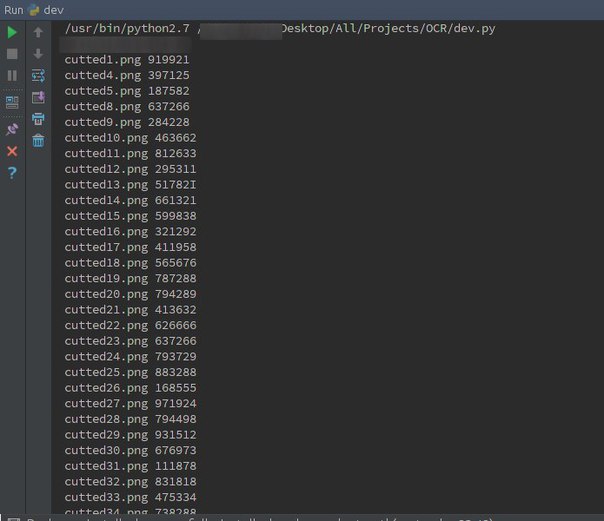 Run dev
/usr/bin/python2.7 / Desktop/All/Projects/OCR/dev.py
cutted1.png 919921
cutted4.png 397125
cutted5.png 187582
cutted8.png 637266
cutted9.png 284228
cutted10.png 463662
cutted11.png 812633
cutted12.png 295311
cutted13.png 51782I
cutted14.png 661321
cutted15.png 599838
cutted16.png 321292
cutted17.png 411958
cutted18.png 565676
cutted19.png 787288
cutted20.png 794289
cutted21.png 413632
cutted22.png 626666
cutted23.png 637266
cutted24.png 793729
cutted25.png 883288
cutted26.png 168555
cutted27.png 971924
cutted28.png 794498
cutted29.png 931512
cutted30.png 676973
cutted31.png 111878
cutted32.png 831818
cutted33.png 475334
cutted34.png 738288